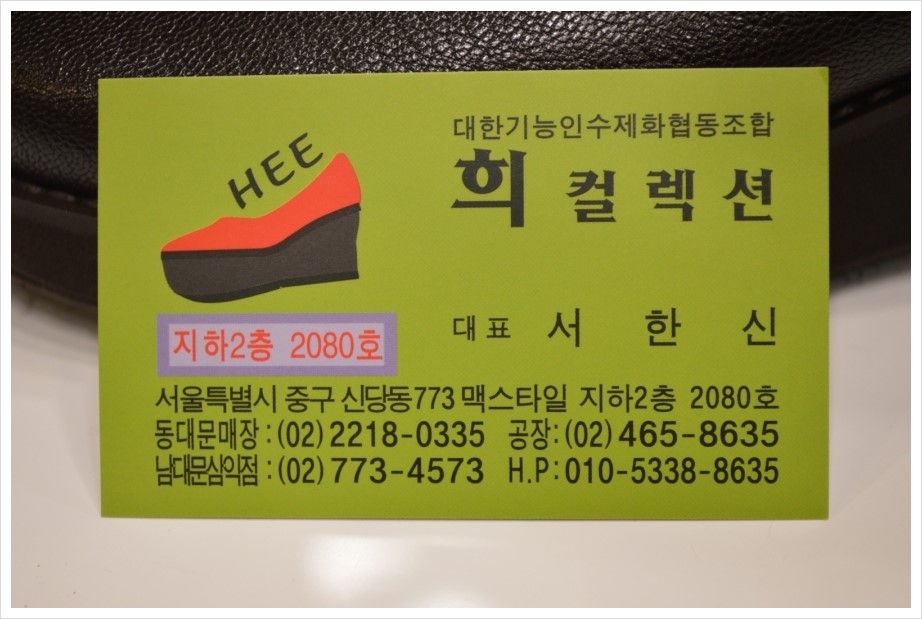 대한기능인수제화협동조합
HEE
희 컬렉션
대표 서한신
지하2층 2080호
서울특별시 중구 신당동773 맥스타일 지하2층 2080호
동대문매장 : (02) 2218-0335 공장 : (02) 465-8635
남대문삼익점 : (02) 773-4573 H.P : 010-5338-8635